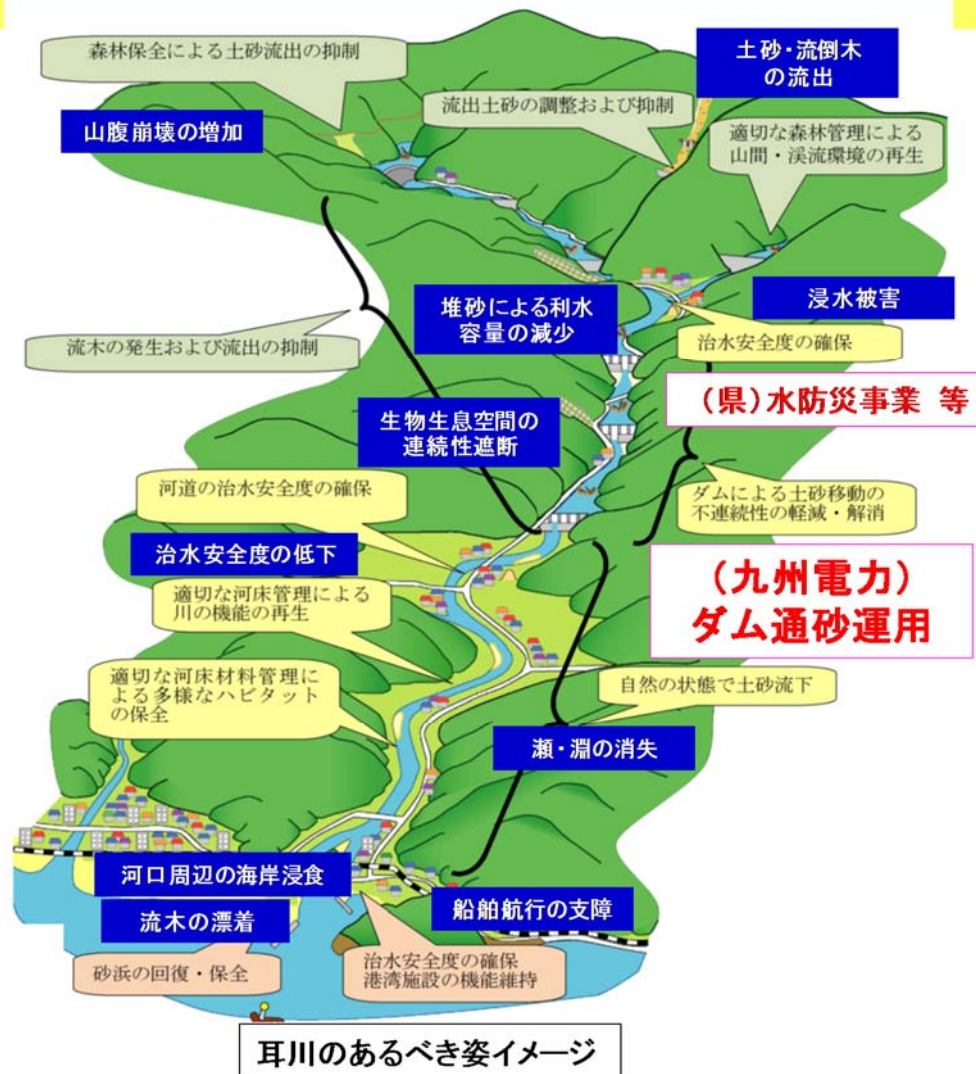 森林保全による土砂流出の抑制
土砂・流倒木
の流出
流出土砂の調整および抑制
山腹崩壊の増加
適切な森林管理による
山間・渓流環境の再生
堆砂による利水
容量の減少
浸水被害
流木の発生および流出の抑制
治水安全度の確保
（県）水防災事業 等
生物生息空間の
連続性遮断
河道の治水安全度の確保
ダムによる土砂移動の
不連続性の軽減・解消
治水安全度の低下
（九州電力）
ダム通砂運用
適切な河床管理による
川の機能の再生
適切な河床材料管理に
よる多様なハビタット
の保全
自然の状態で土砂流下
瀬・淵の消失
河口周辺の海岸浸食
流木の漂着
船舶航行の支障
砂浜の回復・保全
治水安全度の確保
港湾施設の機能維持
耳川のあるべき姿イメージ